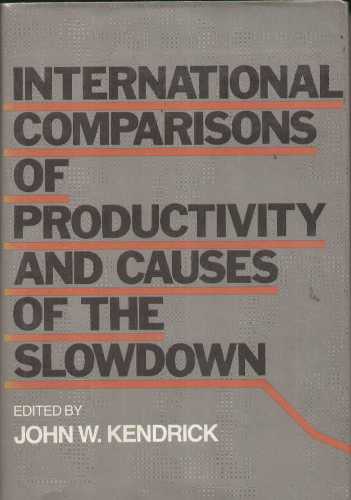 INTERNATIONAL
COMPARISONS
OF
PRODUCTIVITY
AND CAUSES
OF THE
SLOWDOWN
EDITED BY
JOHN W. KENDRICK